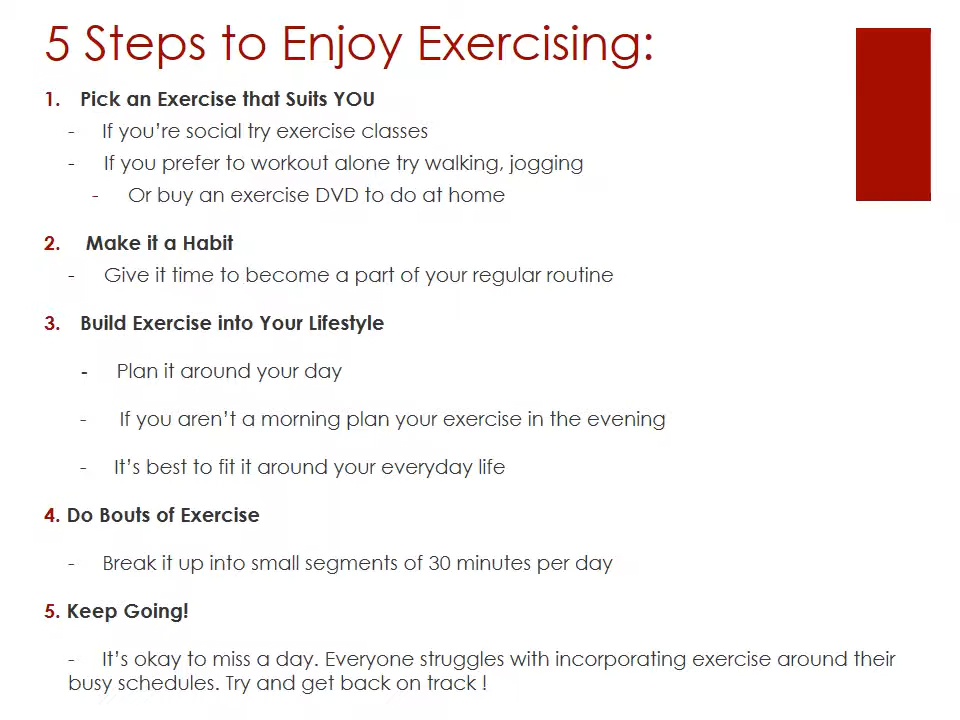 5 Steps to Enjoy Exercising:
1. Pick an Exercise that Suits YOU
- If you're social try exercise classes
- If you prefer to workout alone try walking, jogging
- Or buy an exercise DVD to do at home
2. Make it a Habit
- Give it time to become a part of your regular routine
3. Build Exercise into Your Lifestyle
- Plan it around your day
- If you aren't a morning plan your exercise in the evening
- It's best to fit it around your everyday life
4. Do Bouts of Exercise
- Break it up into small segments of 30 minutes per day
5. Keep Going!
- It's okay to miss a day. Everyone struggles with incorporating exercise around their
busy schedules. Try and get back on track !